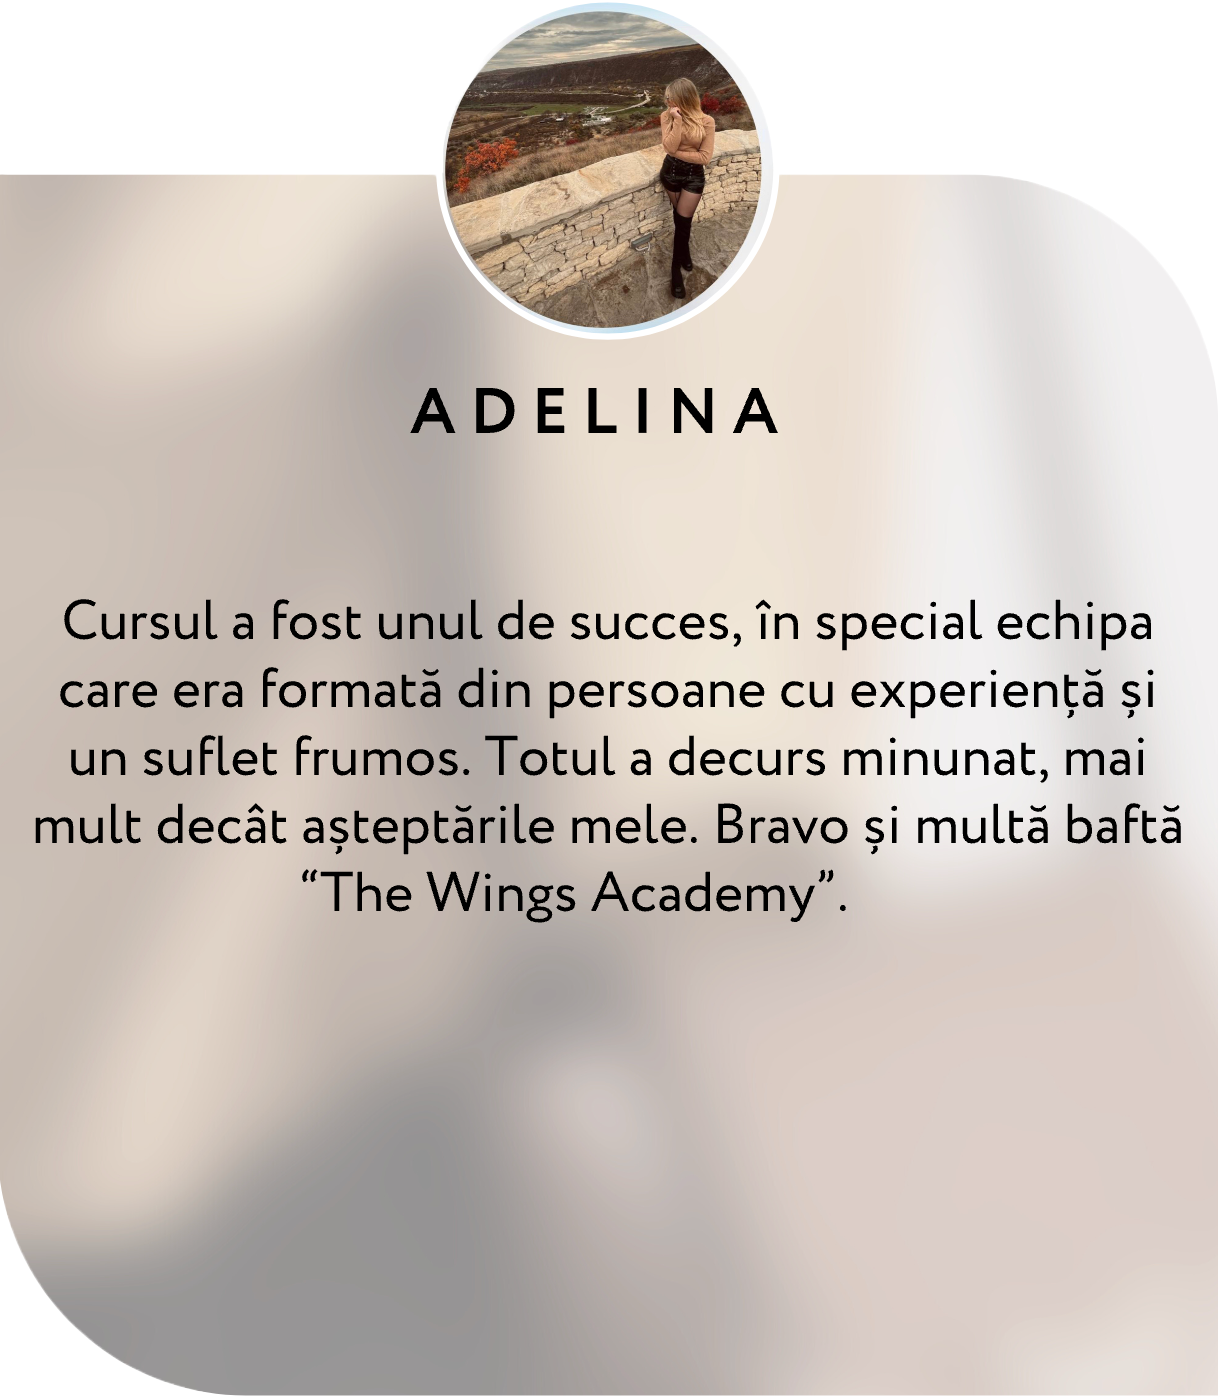 ADELINA
Cursul a fost unul de succes, în special echipa
care era formată din persoane cu experiență și
un suflet frumos. Totul a decurs minunat, mai
mult decât așteptările mele. Bravo și multă baftă
“The Wings Academy”.